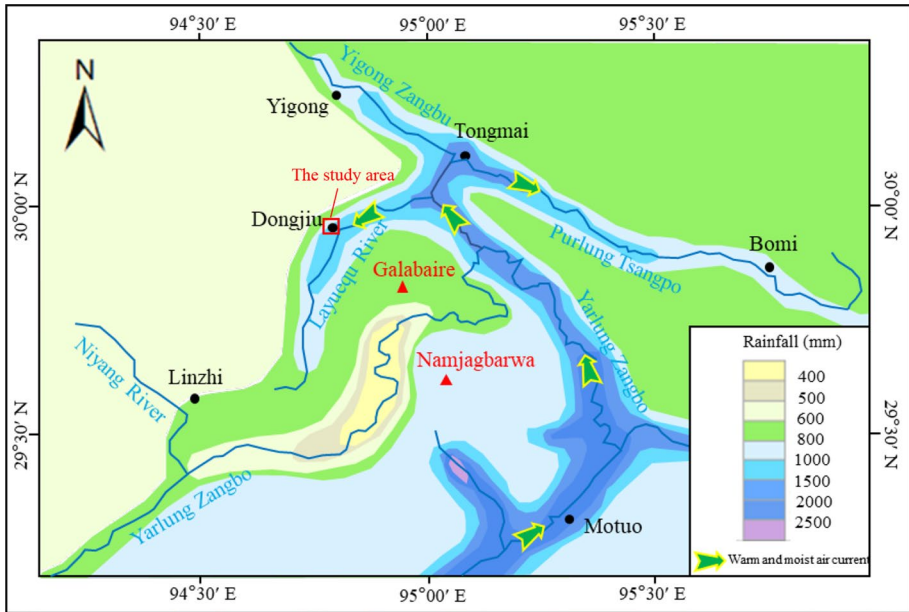 94°30′ E
95°00′ E
95°30′ E
N
Yigong Zangbu
Yigong
Tongmai
The study area
30°00′ N
30°00′ N
Dongjiu
Bomi
Purlung Tsangpo
Layuequ River
Galabaire
Yarlung Zangbo
Namjagbarwa
Niyang River
Linzhi
29°30′ N
29°30′ N
Yarlung Zangbo
Motuo
Rainfall (mm)
400
500
600
800
1000
1500
2000
2500
Warm and moist air current
94°30′ E
95°00′ E
95°30′ E